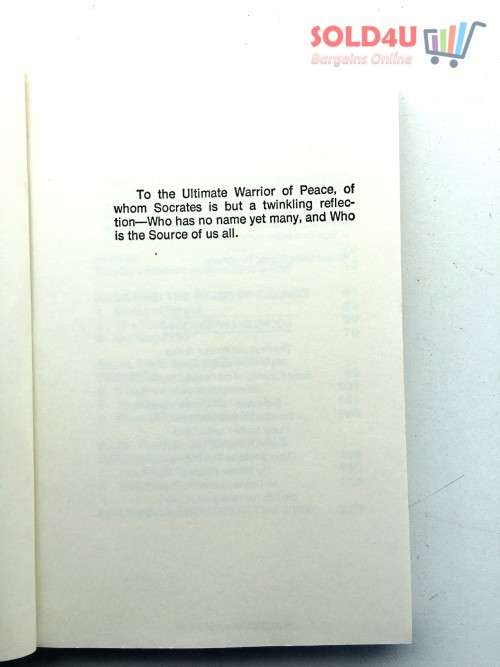 SOLD4U
Bargains Online
To the Ultimate Warrior of Peace, of
whom Socrates is but a twinkling reflec-
tion—Who has no name yet many, and Who
is the Source of us all.